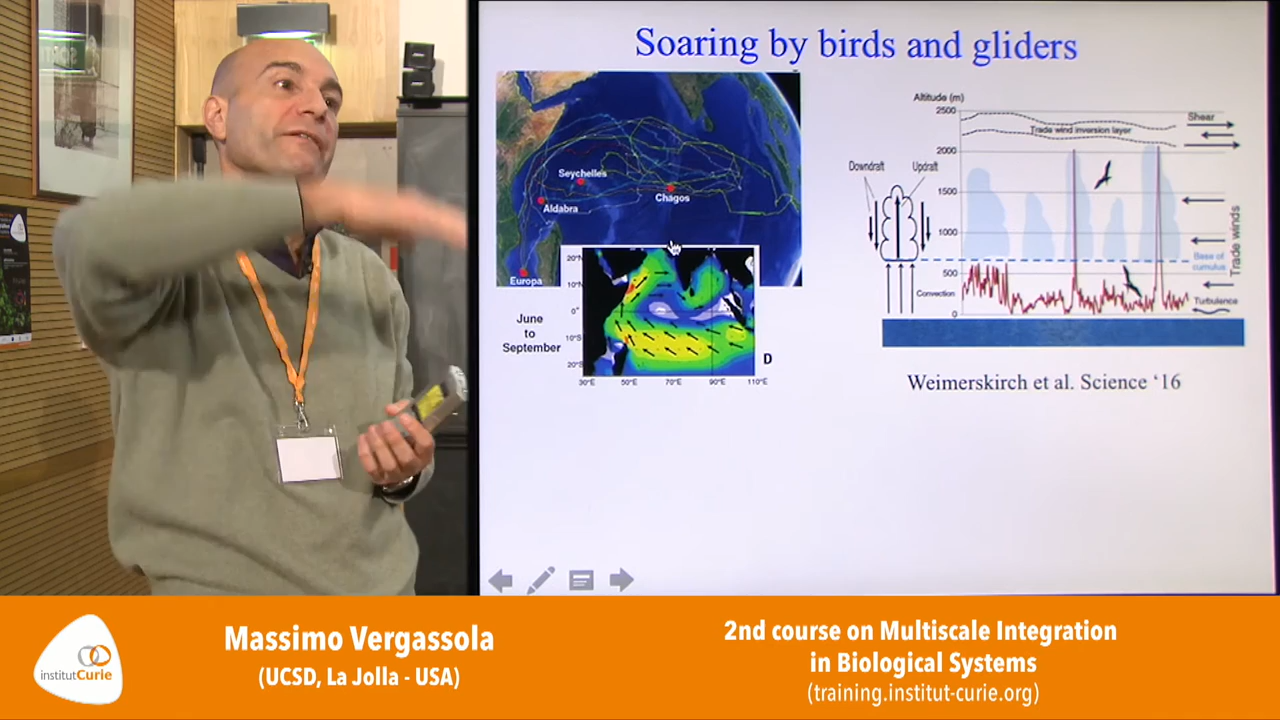 Soaring by birds and gliders
Seychelles
Aldabra
Chagos
Europa
June
to
September
20°N
10°N
0°
10°S
20°S
30°E 50°E 70°E 90°E 110°E
D
Altitude (m)
2500
2000
1500
1000
500
0
Shear
Trade wind inversion layer
Downdraft
Updraft
Trade winds
Base of
cumulus
Convection
Turbulence
Weimerskirch et al. Science ‘16
institutCurie
Massimo Vergassola
(UCSD, La Jolla - USA)
2nd course on Multiscale Integration
in Biological Systems
(training.institut-curie.org)